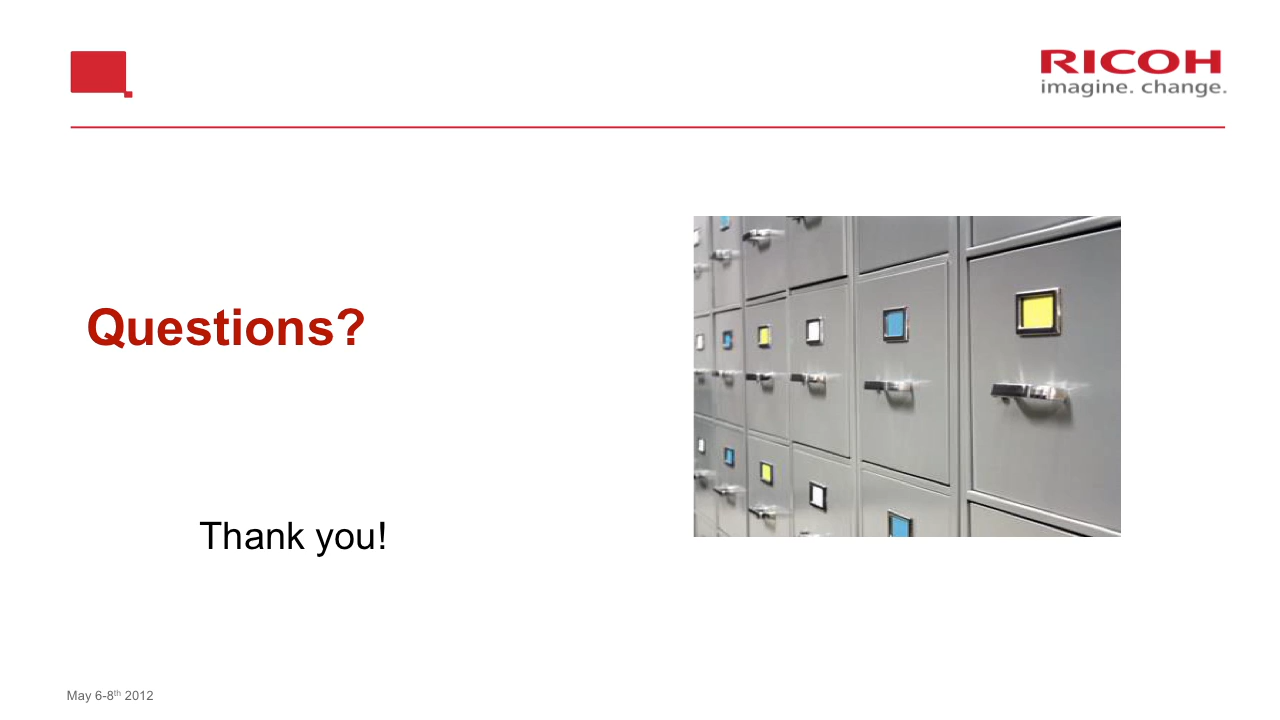 RICOH
imagine. change.
Questions?
Thank you!
May 6-8th 2012